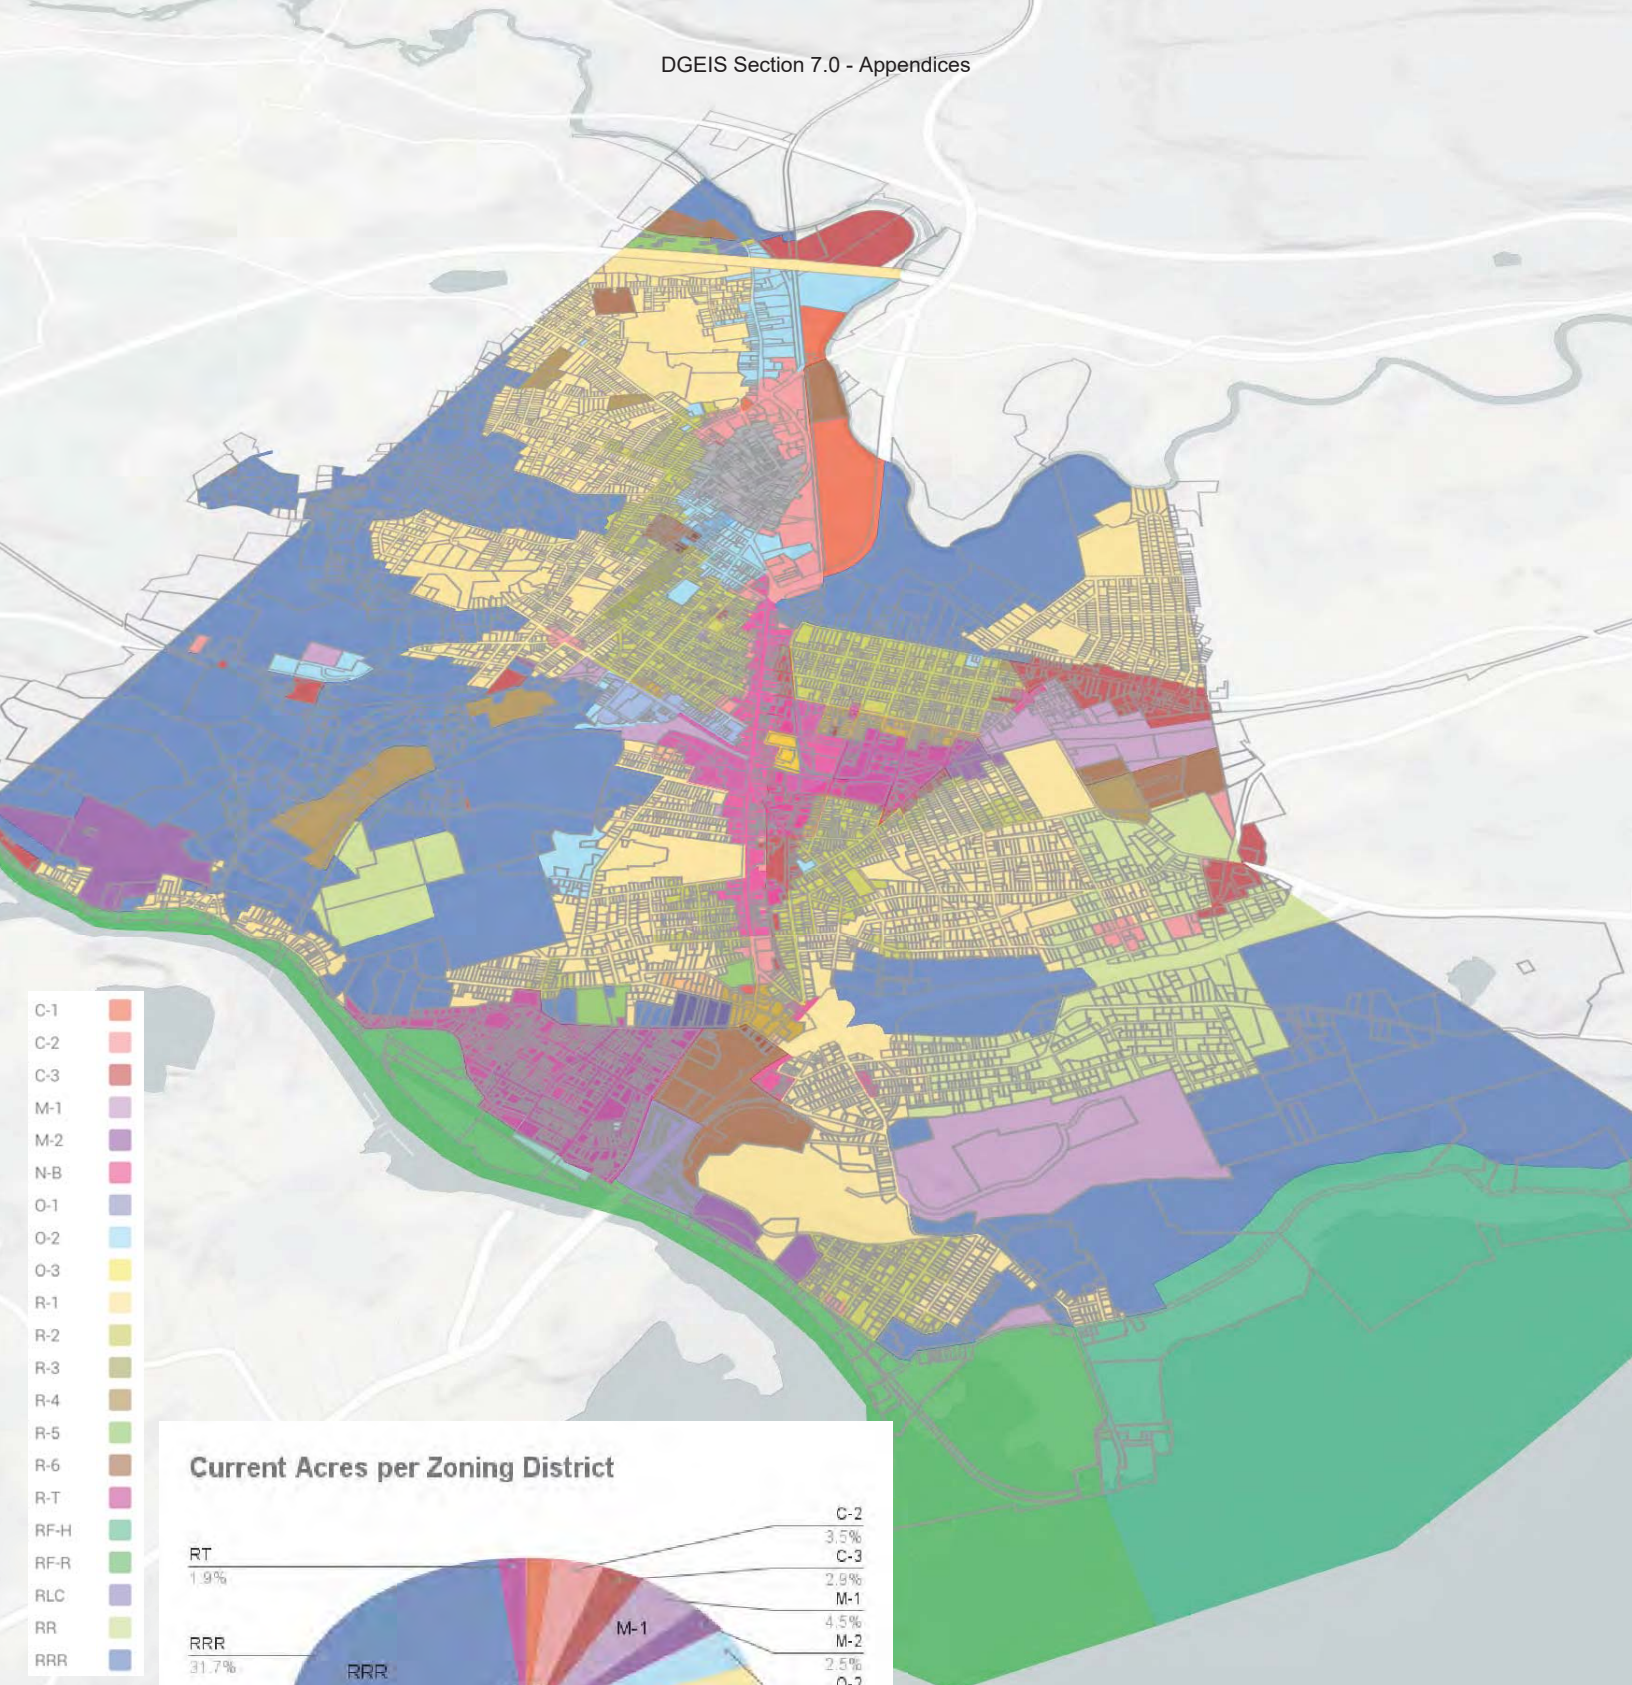 DGEIS Section 7.0 - Appendices
C-1
C-2
C-3
M-1
M-2
N-B
O-1
O-2
O-3
R-1
R-2
R-3
R-4
R-5
R-6
R-T
RF-H
RF-R
RLC
RR
RRR
Current Acres per Zoning District
RT
1.9%
RRR
31.7%
RRR
M-1
C-2
3.5%
C-3
2.9%
M-1
4.5%
M-2
2.5%